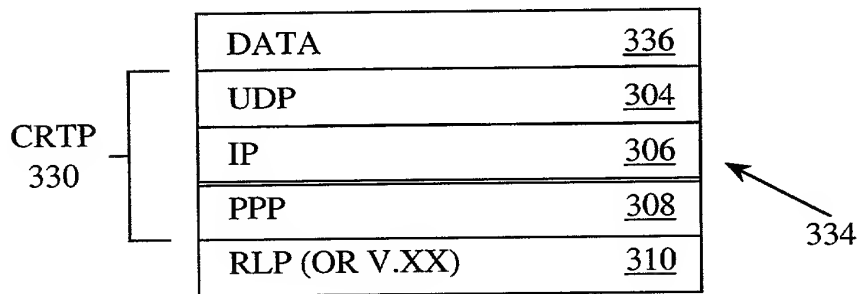 DATA 336
UDP 304
CRTP
330
IP 306
PPP 308
334
RLP (OR V.XX) 310